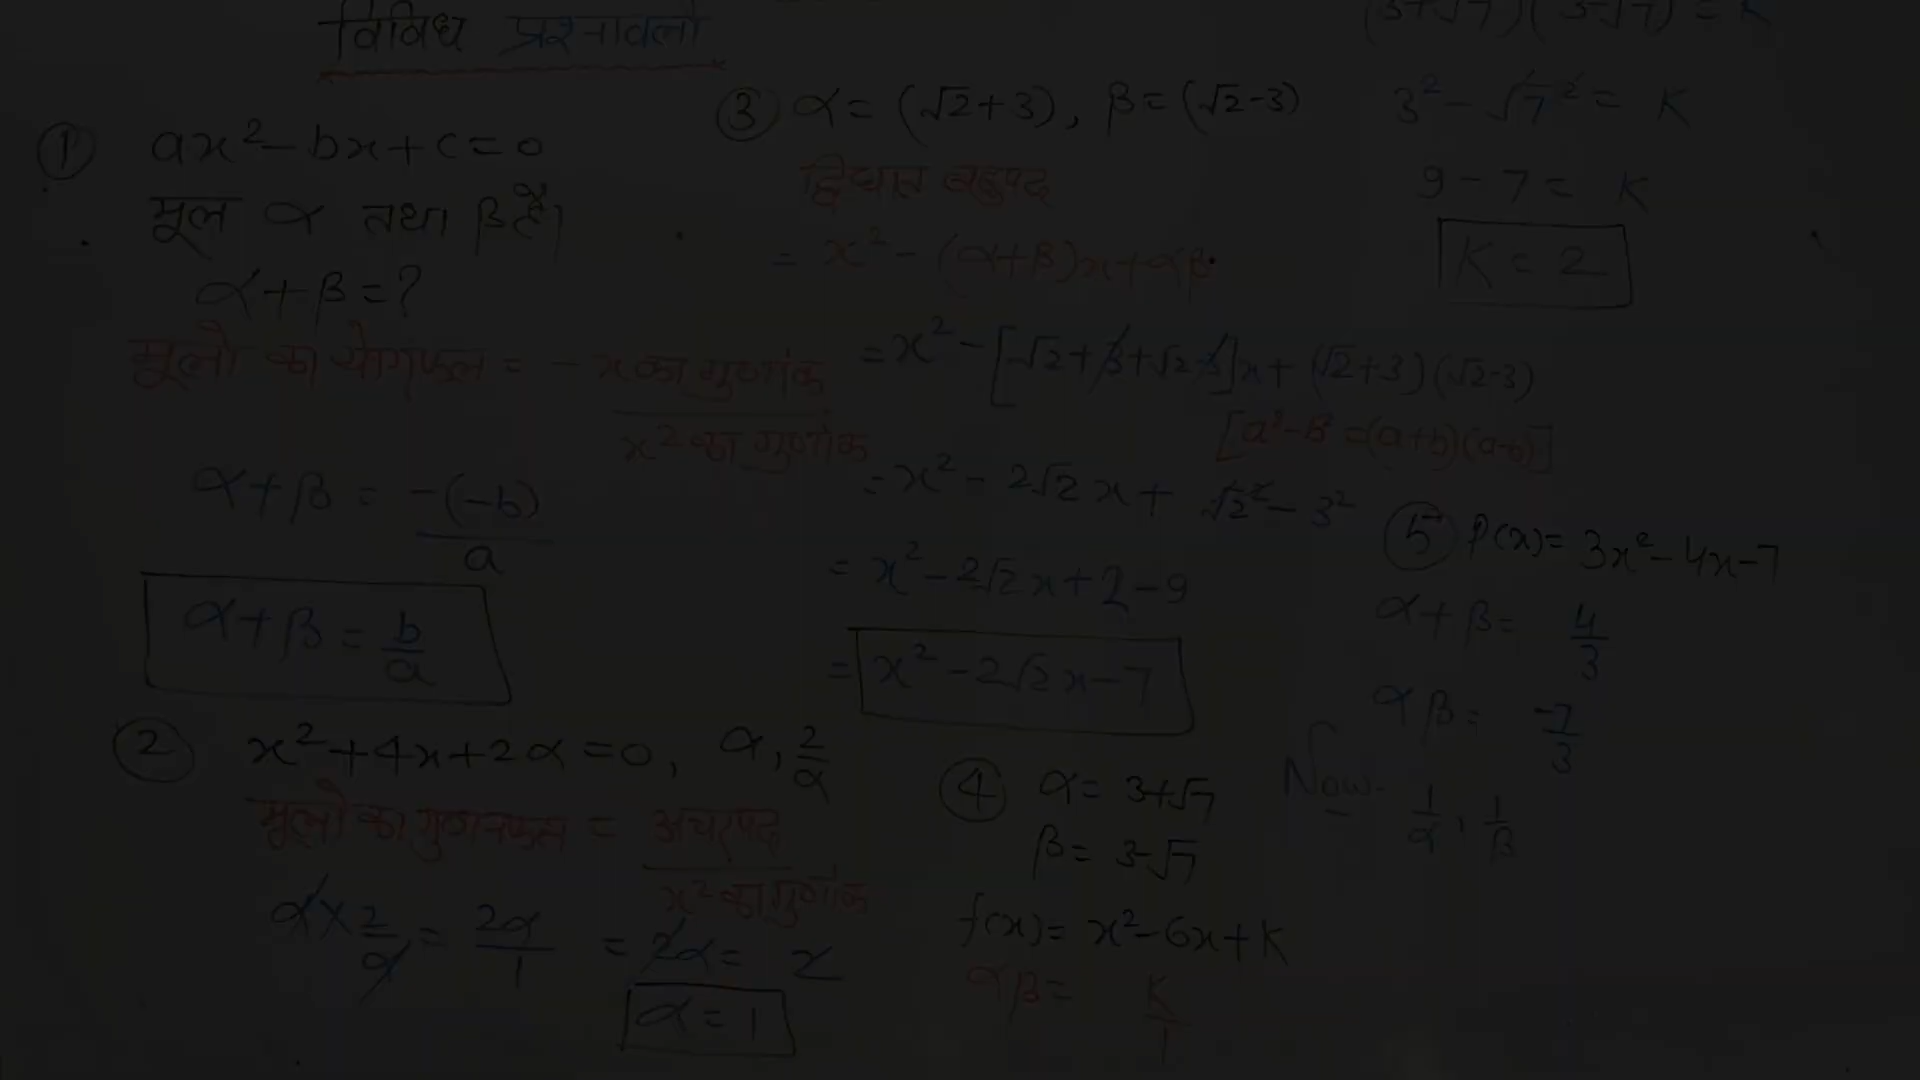 विविध प्रश्नावली
① ax² - bx + c = 0
मूल α तथा β है।
α + β = ?
मूलो का योगफल = - x का गुणांक / x² का गुणांक
α + β = -(-b) / a
α + β = b/a
② x² + 4x + 2α = 0, α, 2/α
मूलो का गुणनफल = अचरपद / x² का गुणांक
α × 2/α = 2α/1 = 2α = 2
α = 1
③ α = (√2+3), β = (√2-3)
द्विघात बहुपद
= x² - (α+β)x + αβ
= x² - [√2 + 3 + √2 - 3]x + (√2+3)(√2-3)
[a² - B² = (a+b)(a-b)]
= x² - 2√2 x + √2² - 3²
= x² - 2√2 x + 2 - 9
= x² - 2√2 x - 7
④ α = 3+√7
β = 3-√7
f(x) = x² - 6x + K
αβ = K/1
(3+√7)(3-√7) = K
3² - √7² = K
9 - 7 = K
K = 2
⑤ P(x) = 3x² - 4x - 7
α + β = 4/3
αβ = -7/3
Now- 1/α, 1/β